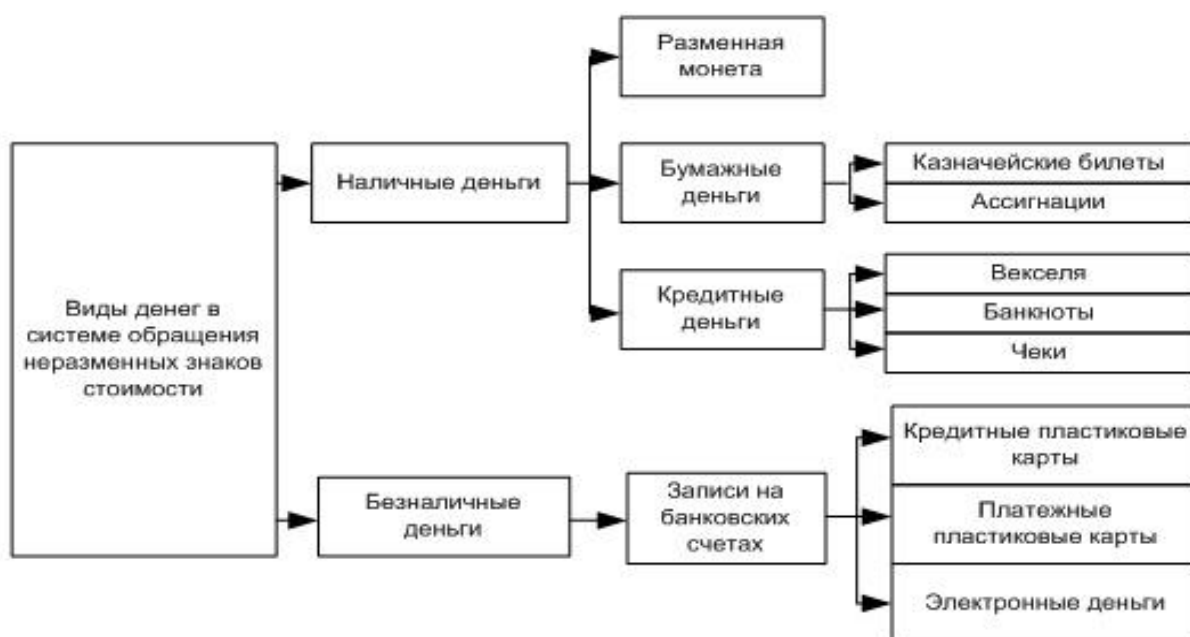 Виды денег в
системе обращения
неразменных знаков
стоимости
Наличные деньги
Разменная
монета
Бумажные
деньги
Казначейские билеты
Ассигнации
Кредитные
деньги
Векселя
Банкноты
Чеки
Безналичные
деньги
Записи на
банковских
счетах
Кредитные пластиковые
карты
Платежные
пластиковые карты
Электронные деньги